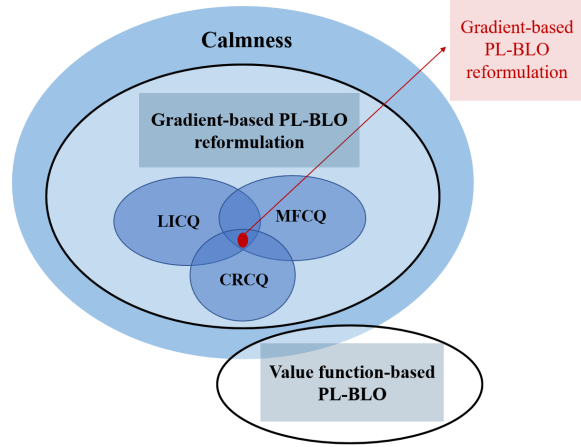 Gradient-based
PL-BLO
reformulation
Calmness
Gradient-based PL-BLO
reformulation
LICQ
MFCQ
CRCQ
Value function-based
PL-BLO